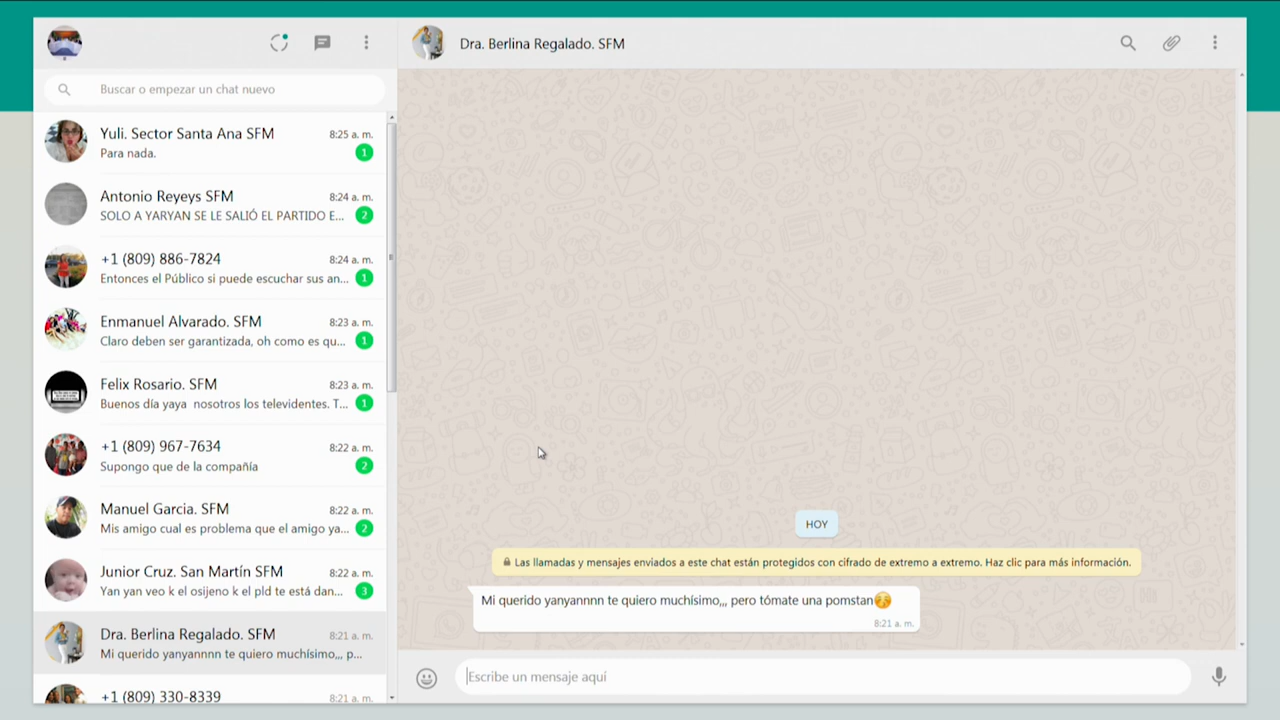 Dra. Berlina Regalado. SFM
Buscar o empezar un chat nuevo
Yuli. Sector Santa Ana SFM
8:25 a. m.
Para nada.
1
Antonio Reyeys SFM
8:24 a. m.
SOLO A YARYAN SE LE SALIÓ EL PARTIDO E...
2
+1 (809) 886-7824
8:24 a. m.
Entonces el Público si puede escuchar sus an...
1
Enmanuel Alvarado. SFM
8:23 a. m.
Claro deben ser garantizada, oh como es qu...
1
Felix Rosario. SFM
8:23 a. m.
Buenos día yaya nosotros los televidentes. T...
1
+1 (809) 967-7634
8:22 a. m.
Supongo que de la compañía
2
Manuel Garcia. SFM
8:22 a. m.
Mis amigo cual es problema que el amigo ya...
2
Junior Cruz. San Martín SFM
8:22 a. m.
Yan yan veo k el osijeno k el pld te está dan...
3
Dra. Berlina Regalado. SFM
8:21 a. m.
Mi querido yanyannnn te quiero muchísimo,,, p...
+1 (809) 330-8339
8:21 a. m.
HOY
Las llamadas y mensajes enviados a este chat están protegidos con cifrado de extremo a extremo. Haz clic para más información.
Mi querido yanyannnn te quiero muchísimo,,, pero tómate una pomstan
8:21 a. m.
Escribe un mensaje aquí